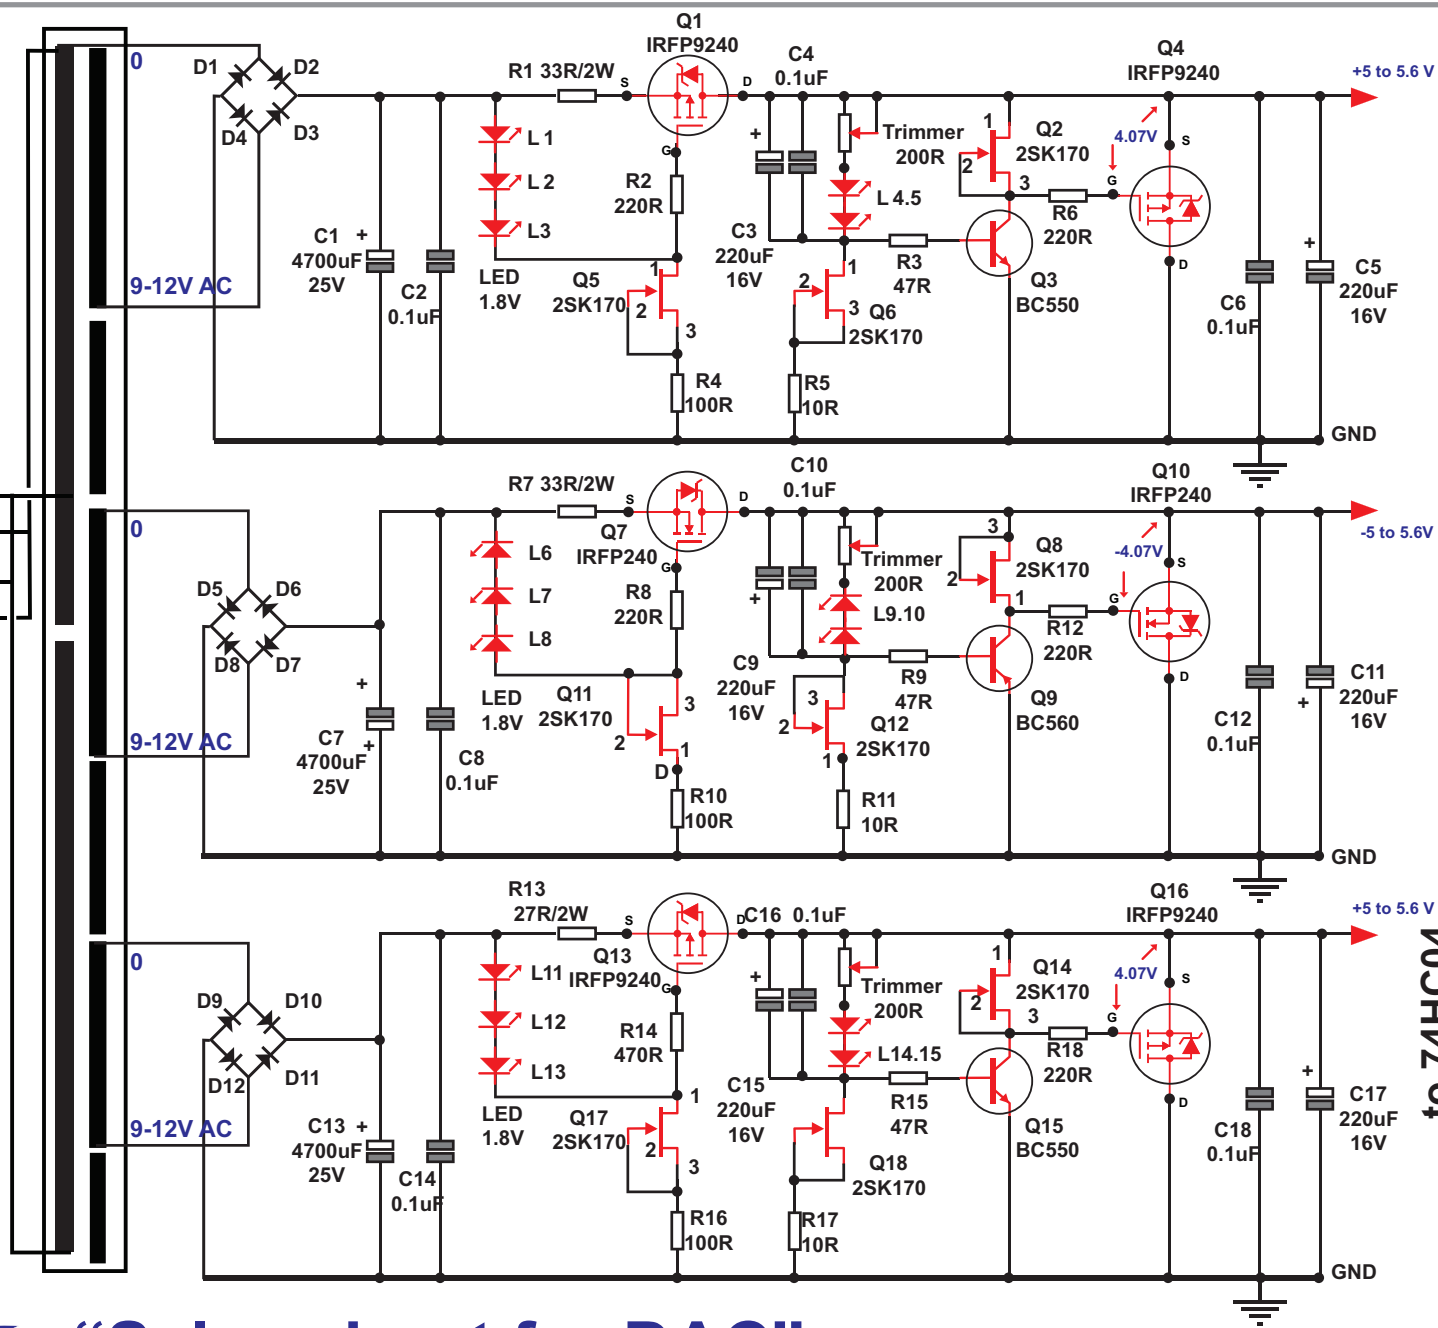 Q1
IRFP9240
C4
0.1uF
Q4
IRFP9240
0
D1 D2
D4 D3
R1 33R/2W
S
D
+5 to 5.6 V
L1
L2
L3
G
R2
220R
+
Trimmer
200R
L 4.5
1
Q2
2SK170
2
3
4.07V
S
G
R6
220R
D
C1 +
4700uF
25V
9-12V AC
C2
0.1uF
LED
1.8V
Q5
2SK170
1
2
3
C3
220uF
16V
R3
47R
Q3
BC550
1
2
3
Q6
2SK170
C6
0.1uF
+
C5
220uF
16V
R4
100R
R5
10R
GND
R7 33R/2W
S
D
C10
0.1uF
Q10
IRFP240
0
Q7
IRFP240
-5 to 5.6V
L6
L7
L8
G
R8
220R
+
Trimmer
200R
L9.10
3
Q8
2SK170
2
1
-4.07V
S
G
R12
220R
D
D5 D6
D8 D7
+
C7
4700uF
25V
+
9-12V AC
C8
0.1uF
LED
1.8V
Q11
2SK170
3
2
1
D
C9
220uF
16V
R9
47R
Q9
BC560
3
2
1
Q12
2SK170
C12
0.1uF
+
C11
220uF
16V
R10
100R
R11
10R
GND
R13
27R/2W
S
D
C16 0.1uF
Q16
IRFP9240
0
Q13
IRFP9240
+5 to 5.6 V
L11
L12
L13
G
R14
470R
+
Trimmer
200R
L14.15
1
Q14
2SK170
2
3
4.07V
S
G
R18
220R
D
D9 D10
D12 D11
C13 +
4700uF
25V
9-12V AC
C14
0.1uF
LED
1.8V
Q17
2SK170
1
2
3
C15
220uF
16V
R15
47R
Q15
BC550
Q18
2SK170
C18
0.1uF
+
C17
220uF
16V
R16
100R
R17
10R
GND
to 74HC04